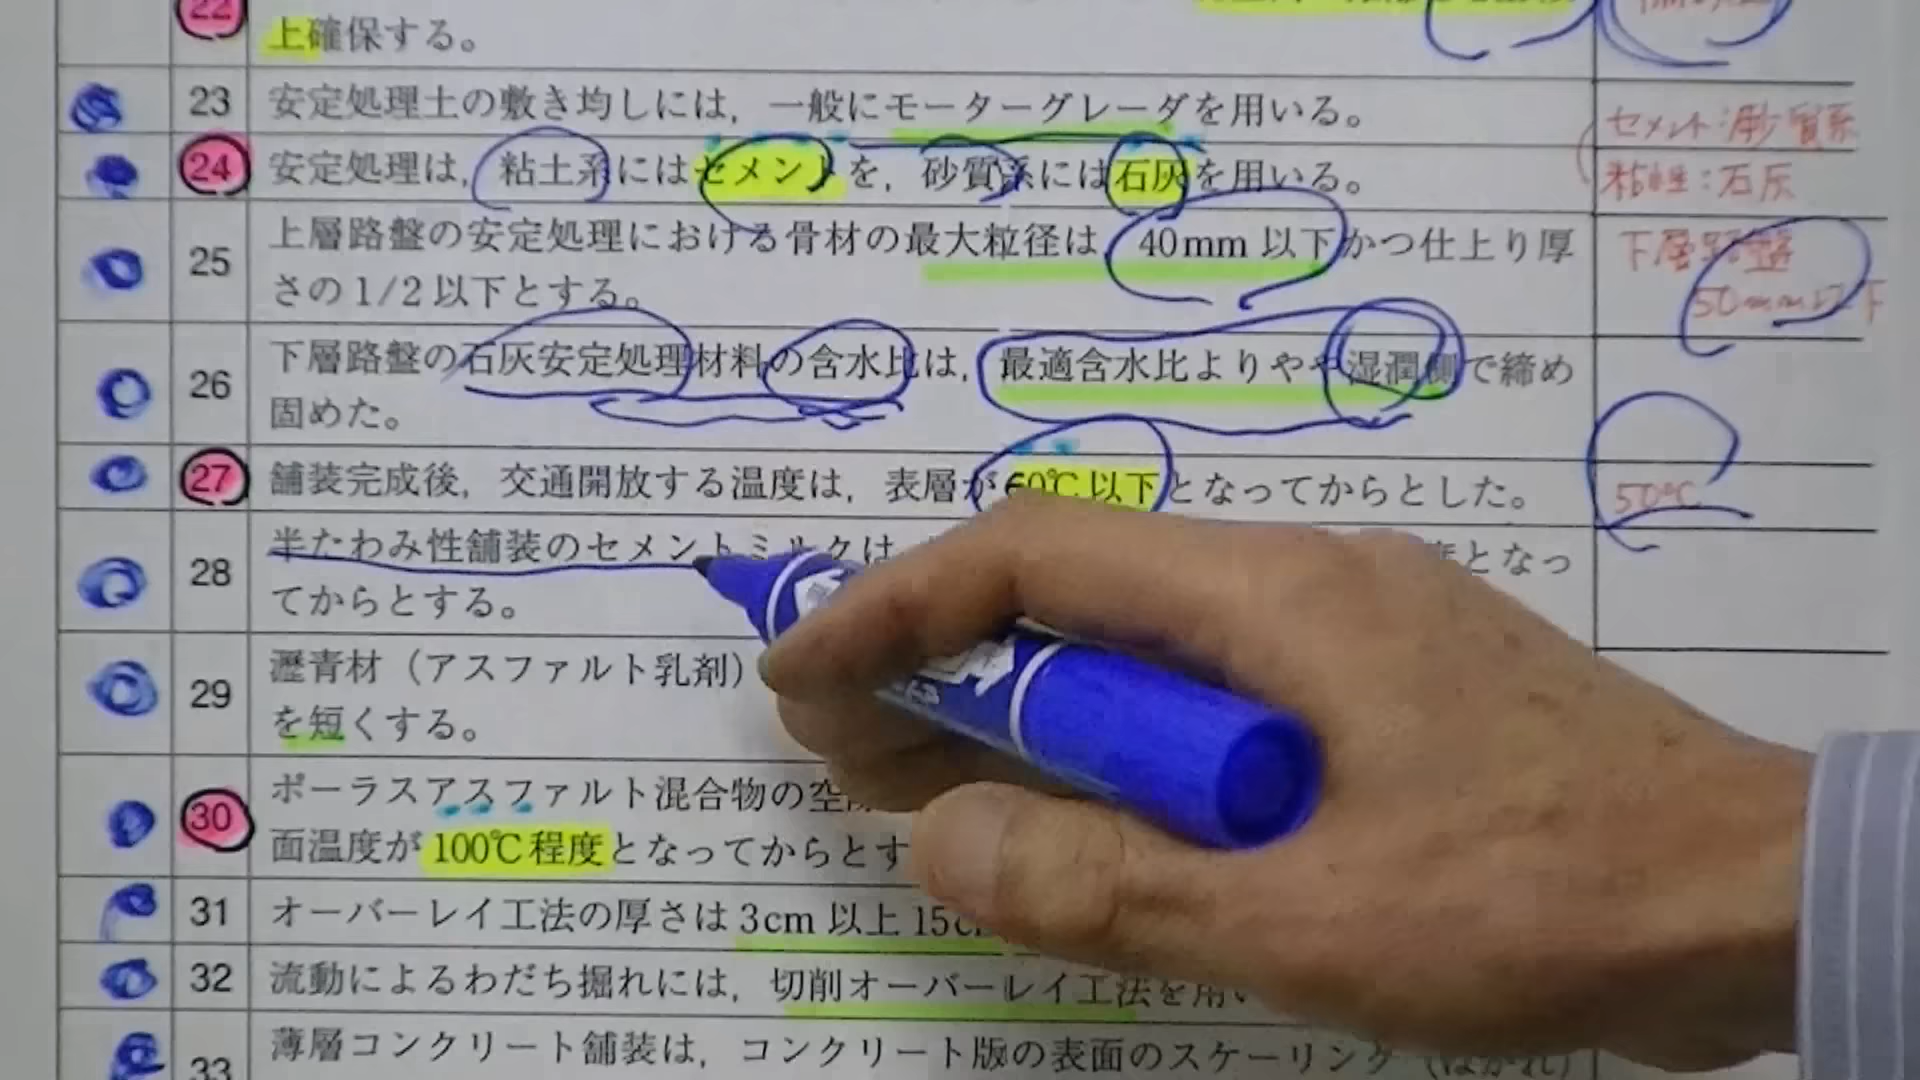 22
上確保する。
23 安定処理土の敷き均しには，一般にモーターグレーダを用いる。
セメント：砂質系
24 安定処理は，粘土系にはセメントを，砂質系には石灰を用いる。
粘性：石灰
25 上層路盤の安定処理における骨材の最大粒径は 40mm 以下かつ仕上り厚
さの 1/2 以下とする。
下層路盤
50mm以下
26 下層路盤の石灰安定処理材料の含水比は，最適含水比よりやや湿潤側で締め
固めた。
27 舗装完成後，交通開放する温度は，表層が60℃以下となってからとした。
50℃
28 半たわみ性舗装のセメントミルクは，
となっ
てからとする。
29 瀝青材（アスファルト乳剤）
を短くする。
30 ポーラスアスファルト混合物の空
面温度が 100℃程度となってからとす
31 オーバーレイ工法の厚さは 3cm 以上 15c
32 流動によるわだち掘れには，切削オーバーレイ工法を用い
33 薄層コンクリート舗装は，コンクリート版の表面のスケーリング（はがれ）